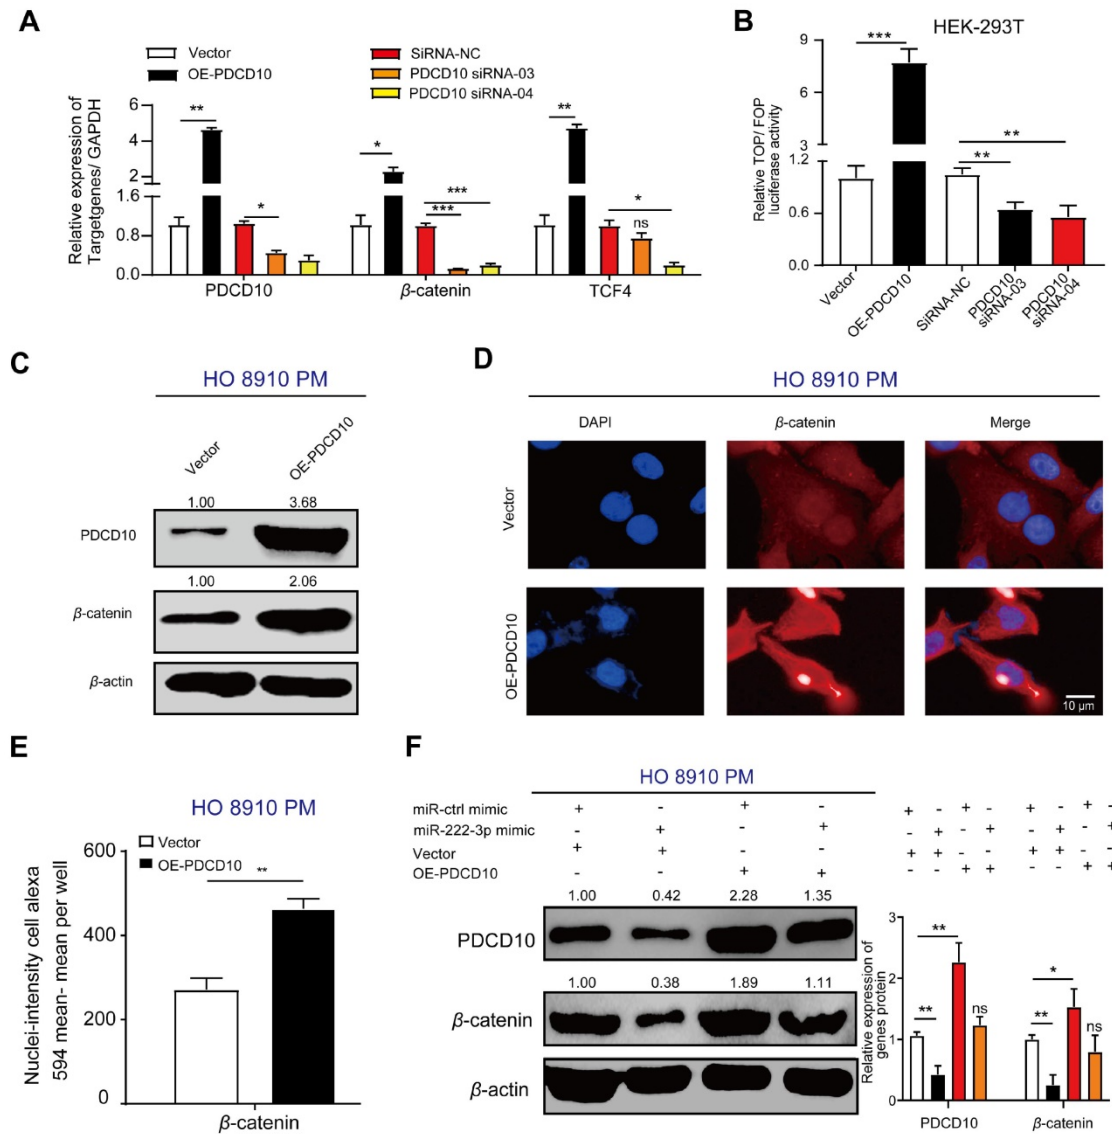 A
Vector
OE-PDCD10
SiRNA-NC
PDCD10 siRNA-03
PDCD10 siRNA-04
Relative expression of
Targetgenes/ GAPDH
6
4
2
1.6
0.8
0.0
**
*
*
***
***
**
*
ns
PDCD10
β-catenin
TCF4
B
HEK-293T
Relative TOP/ FOP
luciferase activity
9
6
3
1.2
0.6
0.0
***
**
**
Vector
OE-PDCD10
SiRNA-NC
PDCD10
siRNA-03
PDCD10
siRNA-04
C
HO 8910 PM
Vector
OE-PDCD10
1.00 3.68
PDCD10
1.00 2.06
β-catenin
β-actin
D
HO 8910 PM
DAPI β-catenin Merge
Vector
OE-PDCD10
10 μm
E
HO 8910 PM
Vector
OE-PDCD10
Nuclei-intensity cell alexa
594 mean- mean per well
600
400
200
0
**
β-catenin
F
HO 8910 PM
miR-ctrl mimic + - + -
miR-222-3p mimic - + - +
Vector + + - -
OE-PDCD10 - - + +
1.00 0.42 2.28 1.35
PDCD10
1.00 0.38 1.89 1.11
β-catenin
β-actin
+ - + - + - + -
- + - + - + - +
+ + - - + + - -
- - + + - - + +
Relative expression of
genes protein
3
2
1
0
**
**
ns
*
**
ns
PDCD10
β-catenin